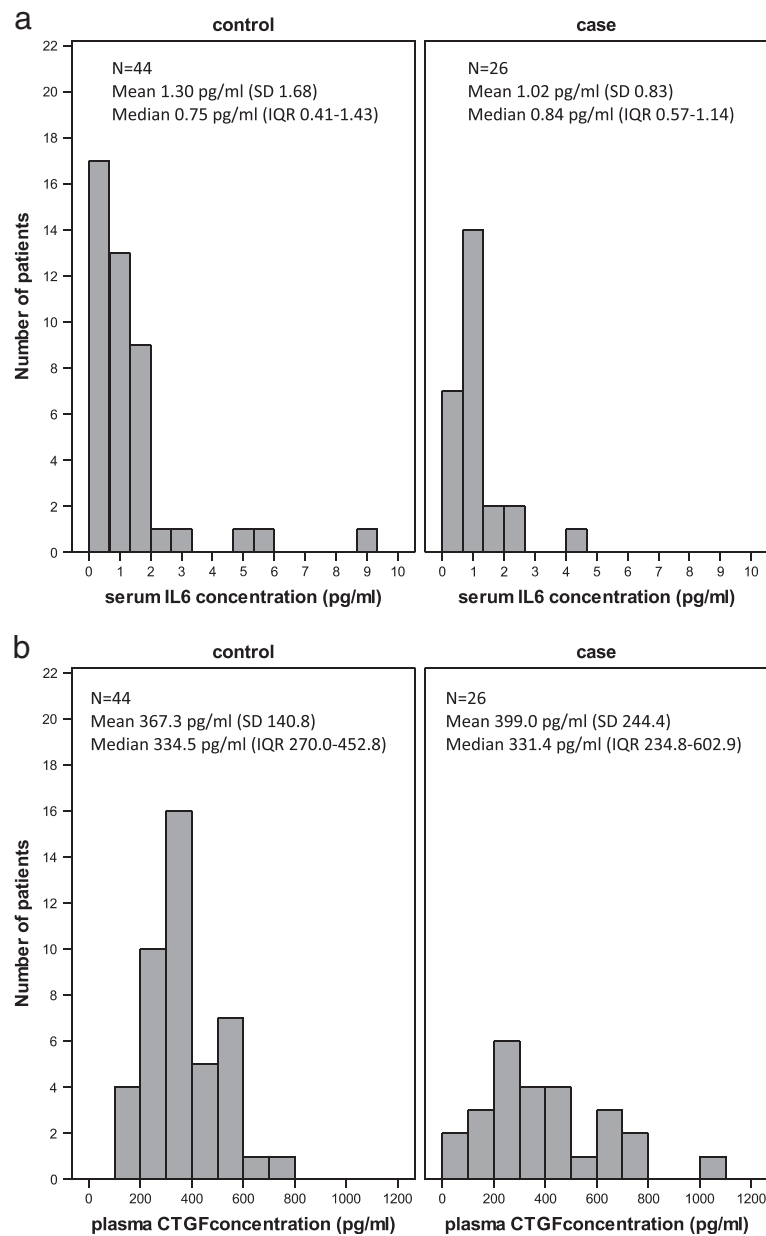 a
control
case
N=44
Mean 1.30 pg/ml (SD 1.68)
Median 0.75 pg/ml (IQR 0.41-1.43)
N=26
Mean 1.02 pg/ml (SD 0.83)
Median 0.84 pg/ml (IQR 0.57-1.14)
Number of patients
22
20
18
16
14
12
10
8
6
4
2
0
0 1 2 3 4 5 6 7 8 9 10
0 1 2 3 4 5 6 7 8 9 10
serum IL6 concentration (pg/ml)
serum IL6 concentration (pg/ml)
b
control
case
N=44
Mean 367.3 pg/ml (SD 140.8)
Median 334.5 pg/ml (IQR 270.0-452.8)
N=26
Mean 399.0 pg/ml (SD 244.4)
Median 331.4 pg/ml (IQR 234.8-602.9)
Number of patients
22
20
18
16
14
12
10
8
6
4
2
0
0 200 400 600 800 1000 1200
0 200 400 600 800 1000 1200
plasma CTGFconcentration (pg/ml)
plasma CTGFconcentration (pg/ml)